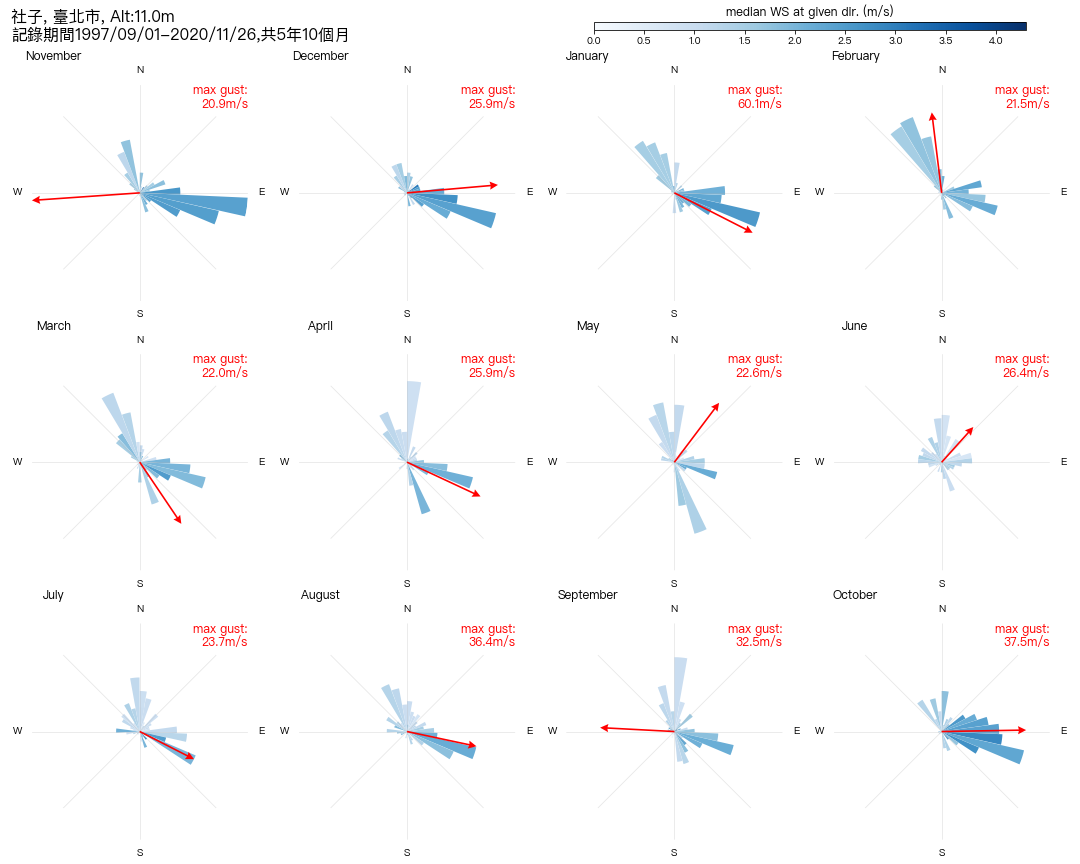 社子, 臺北市, Alt:11.0m
記錄期間1997/09/01−2020/11/26,共5年10個月
median WS at given dir. (m/s)
0.0 0.5 1.0 1.5 2.0 2.5 3.0 3.5 4.0
November
N
max gust:
20.9m/s
W
E
S
December
N
max gust:
25.9m/s
W
E
S
January
N
max gust:
60.1m/s
W
E
S
February
N
max gust:
21.5m/s
W
E
S
March
N
max gust:
22.0m/s
W
E
S
April
N
max gust:
25.9m/s
W
E
S
May
N
max gust:
22.6m/s
W
E
S
June
N
max gust:
26.4m/s
W
E
S
July
N
max gust:
23.7m/s
W
E
S
August
N
max gust:
36.4m/s
W
E
S
September
N
max gust:
32.5m/s
W
E
S
October
N
max gust:
37.5m/s
W
E
S